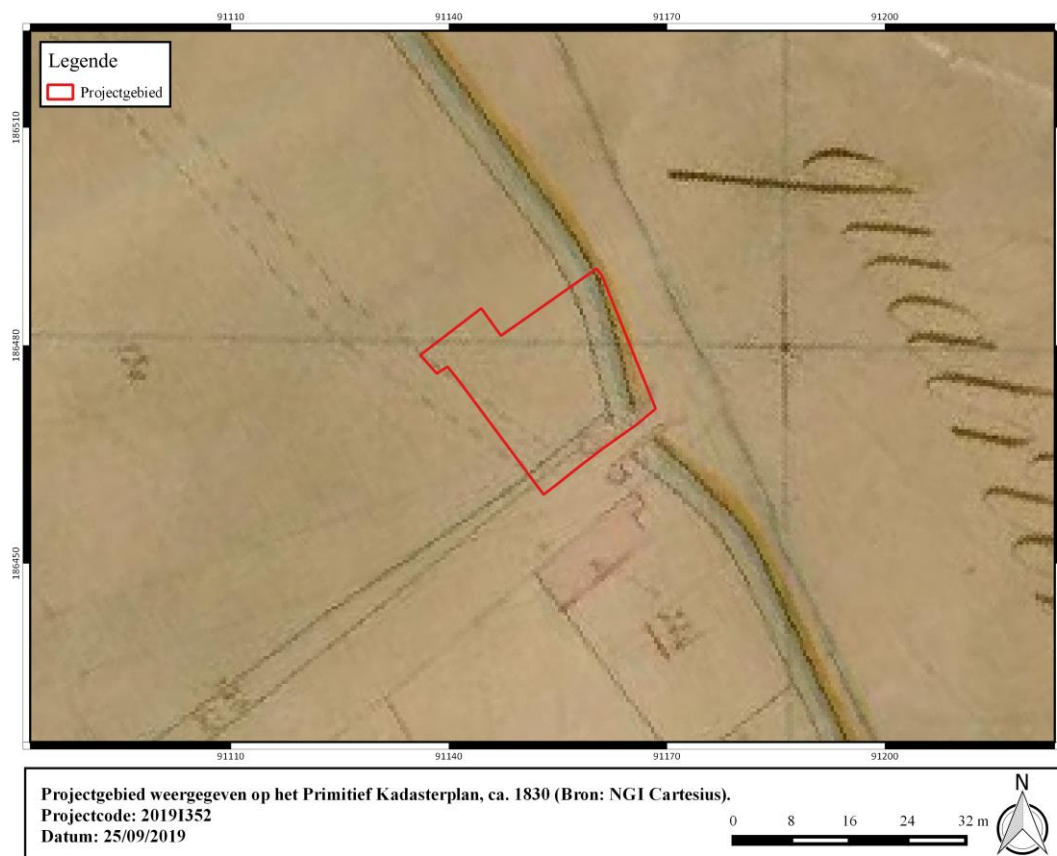 91110 91140 91170 91200
Legende
Projectgebied
186510
186480
186450
91110 91140 91170 91200
Projectgebied weergegeven op het Primitief Kadasterplan, ca. 1830 (Bron: NGI Cartesius).
Projectcode: 2019I352
Datum: 25/09/2019
0 8 16 24 32 m
N